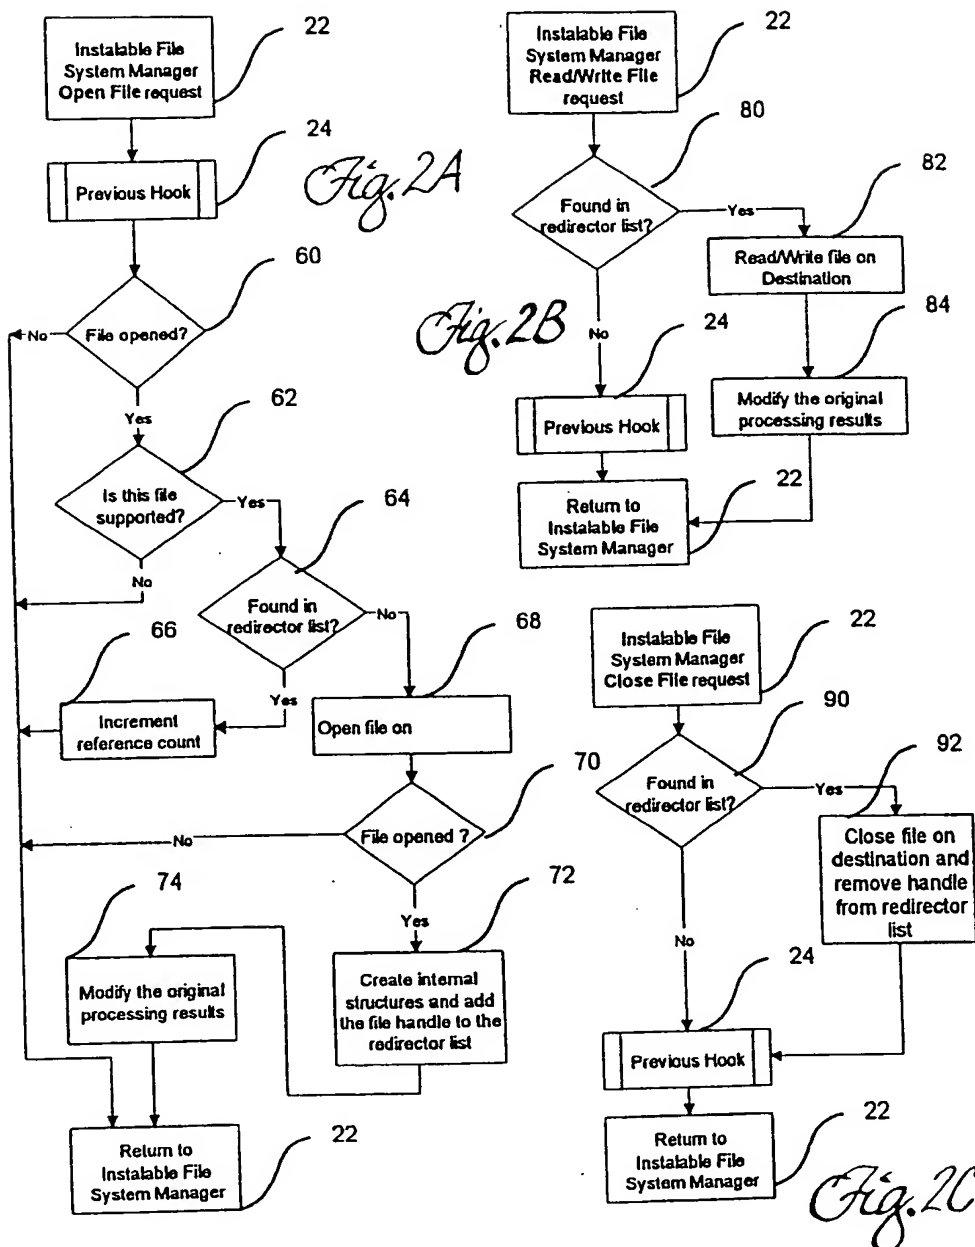 22
Instalable File
System Manager
Open File request
24
Previous Hook
Fig. 2A
60
File opened?
No
Yes
62
Is this file
supported?
Yes
No
64
Found in
redirector list?
No
Yes
66
Increment
reference count
68
Open file on
70
File opened ?
No
Yes
72
Create internal
structures and add
the file handle to the
redirector list
74
Modify the original
processing results
Return to
Instalable File
System Manager
22
Instalable File
System Manager
Read/Write File
request
22
80
Found in
redirector list?
Yes
82
Read/Write file on
Destination
Fig. 2B
No
84
Modify the original
processing results
24
Previous Hook
22
Return to
Instalable File
System Manager
Instalable File
System Manager
Close File request
22
90
Found in
redirector list?
Yes
92
Close file on
destination and
remove handle
from redirector
list
No
24
Previous Hook
22
Return to
Instalable File
System Manager
Fig. 2C